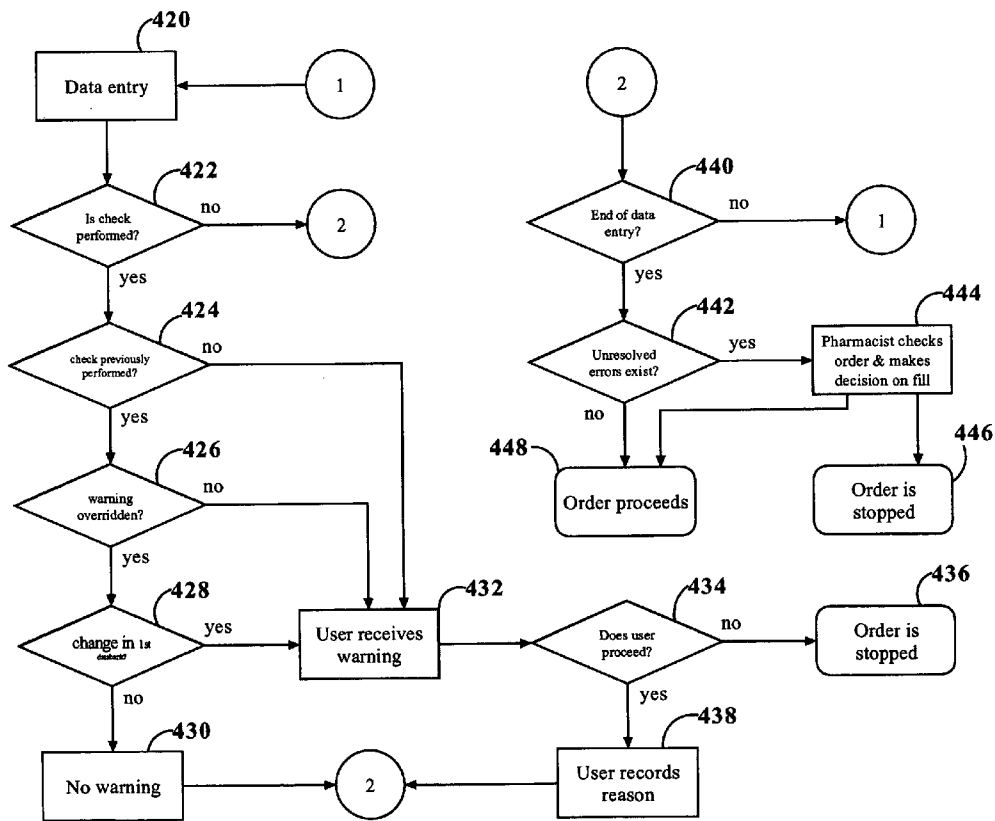 420
Data entry
1
422
Is check
performed?
no
2
yes
424
check previously
performed?
no
yes
426
warning
overridden?
no
yes
428
change in 1st
yes
no
430
No warning
2
432
User receives
warning
434
Does user
proceed?
no
436
Order is
stopped
yes
438
User records
reason
2
440
End of data
entry?
no
1
yes
442
Unresolved
errors exist?
yes
444
Pharmacist checks
order & makes
decision on fill
no
448
Order proceeds
446
Order is
stopped